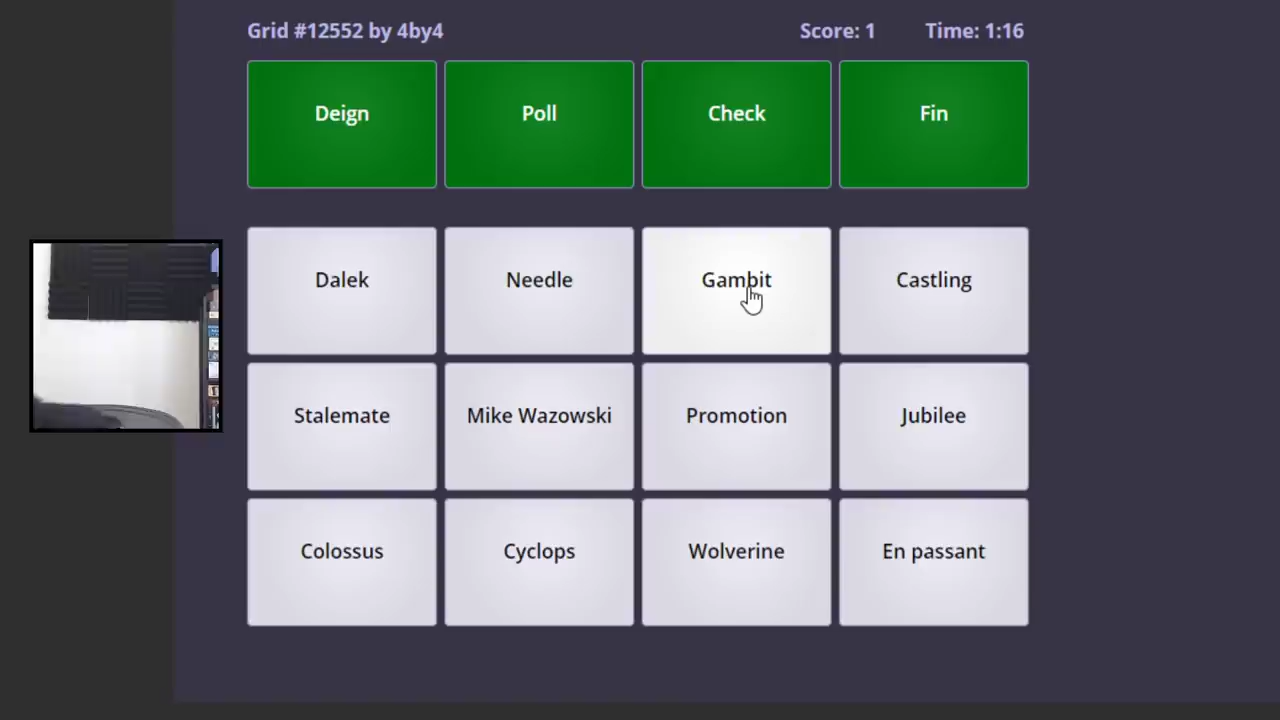 Grid #12552 by 4by4 Score: 1 Time: 1:16
Deign Poll Check Fin
Dalek Needle Gambit Castling
Stalemate Mike Wazowski Promotion Jubilee
Colossus Cyclops Wolverine En passant